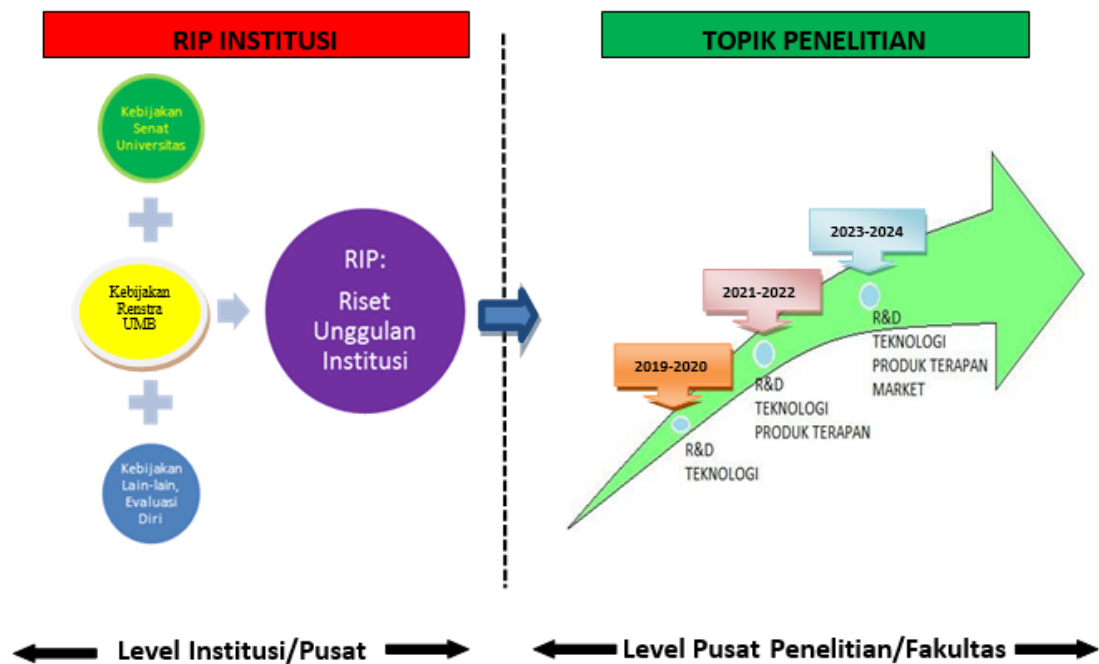 RIP INSTITUSI
Kebijakan
Senat
Universitas
Kebijakan
Renstra
UMB
Kebijakan
Lain-lain,
Evaluasi
Diri
RIP:
Riset
Unggulan
Institusi
TOPIK PENELITIAN
2019-2020
R&D
TEKNOLOGI
2021-2022
R&D
TEKNOLOGI
PRODUK TERAPAN
2023-2024
R&D
TEKNOLOGI
PRODUK TERAPAN
MARKET
Level Institusi/Pusat
Level Pusat Penelitian/Fakultas